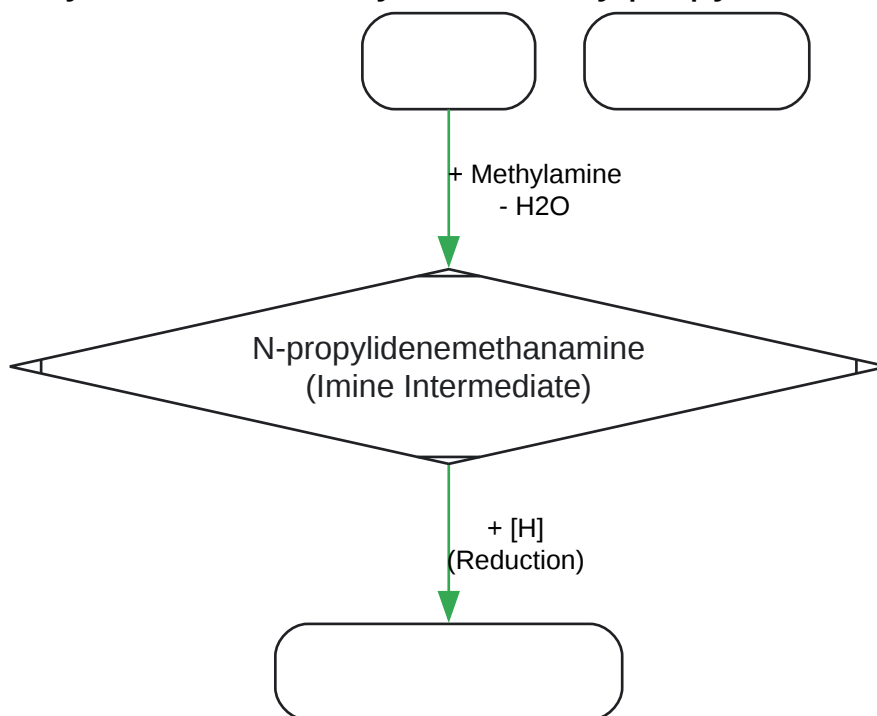 + Methylamine
- H2O
N-propylidenemethanamine
(Imine Intermediate)
+ [H]
(Reduction)